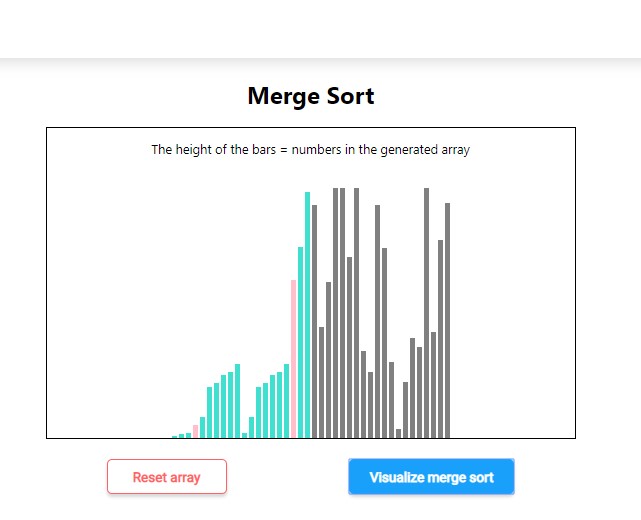 Merge Sort
The height of the bars = numbers in the generated array
Reset array
Visualize merge sort